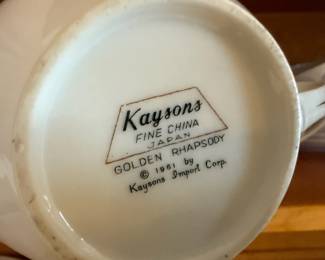 Kaysons
FINE CHINA
JAPAN
GOLDEN RHAPSODY
© 1961 by
Kaysons Import Corp.